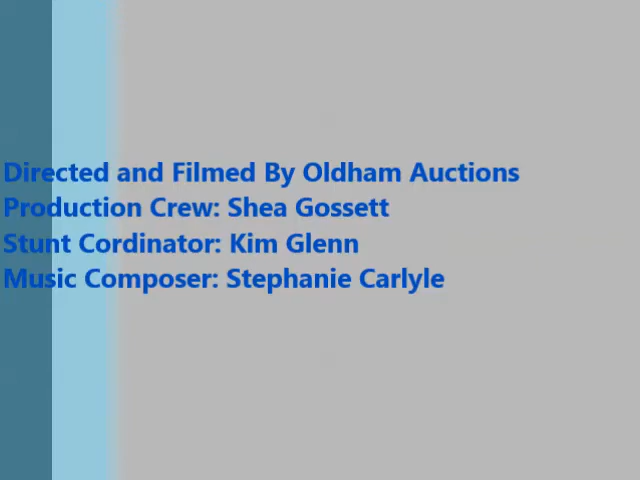 Directed and Filmed By Oldham Auctions
Production Crew: Shea Gossett
Stunt Cordinator: Kim Glenn
Music Composer: Stephanie Carlyle